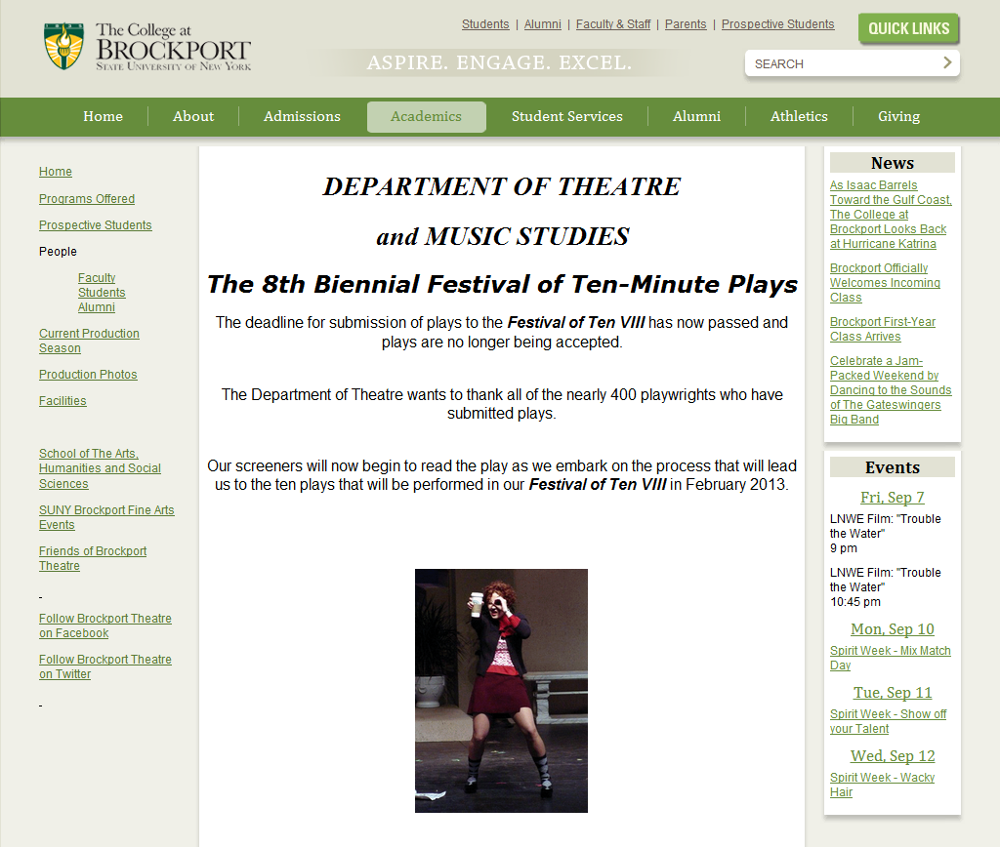 The College at
BROCKPORT
STATE UNIVERSITY OF NEW YORK
Students | Alumni | Faculty & Staff | Parents | Prospective Students
QUICK LINKS
ASPIRE. ENGAGE. EXCEL.
SEARCH
Home
About
Admissions
Academics
Student Services
Alumni
Athletics
Giving
Home
Programs Offered
Prospective Students
People
Faculty
Students
Alumni
Current Production
Season
Production Photos
Facilities
School of The Arts,
Humanities and Social
Sciences
SUNY Brockport Fine Arts
Events
Friends of Brockport
Theatre
Follow Brockport Theatre
on Facebook
Follow Brockport Theatre
on Twitter
DEPARTMENT OF THEATRE
and MUSIC STUDIES
The 8th Biennial Festival of Ten-Minute Plays
The deadline for submission of plays to the Festival of Ten VIII has now passed and
plays are no longer being accepted.
The Department of Theatre wants to thank all of the nearly 400 playwrights who have
submitted plays.
Our screeners will now begin to read the play as we embark on the process that will lead
us to the ten plays that will be performed in our Festival of Ten VIII in February 2013.
News
As Isaac Barrels
Toward the Gulf Coast,
The College at
Brockport Looks Back
at Hurricane Katrina
Brockport Officially
Welcomes Incoming
Class
Brockport First-Year
Class Arrives
Celebrate a Jam-
Packed Weekend by
Dancing to the Sounds
of The Gateswingers
Big Band
Events
Fri, Sep 7
LNWE Film: "Trouble
the Water"
9 pm
LNWE Film: "Trouble
the Water"
10:45 pm
Mon, Sep 10
Spirit Week - Mix Match
Day
Tue, Sep 11
Spirit Week - Show off
your Talent
Wed, Sep 12
Spirit Week - Wacky
Hair